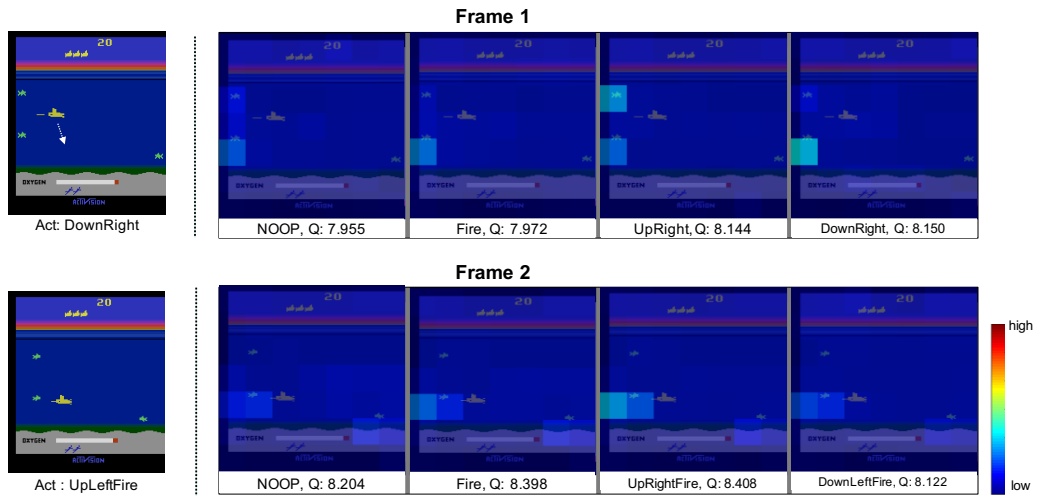 Frame 1
20
OXYGEN
ACTIVISION
Act: DownRight
20
OXYGEN
ACTIVISION
NOOP, Q: 7.955
20
OXYGEN
ACTIVISION
Fire, Q: 7.972
20
OXYGEN
ACTIVISION
UpRight, Q: 8.144
20
OXYGEN
ACTIVISION
DownRight, Q: 8.150
Frame 2
20
OXYGEN
ACTIVISION
Act : UpLeftFire
20
OXYGEN
ACTIVISION
NOOP, Q: 8.204
20
OXYGEN
ACTIVISION
Fire, Q: 8.398
20
OXYGEN
ACTIVISION
UpRightFire, Q: 8.408
20
OXYGEN
ACTIVISION
DownLeftFire, Q: 8.122
high
low